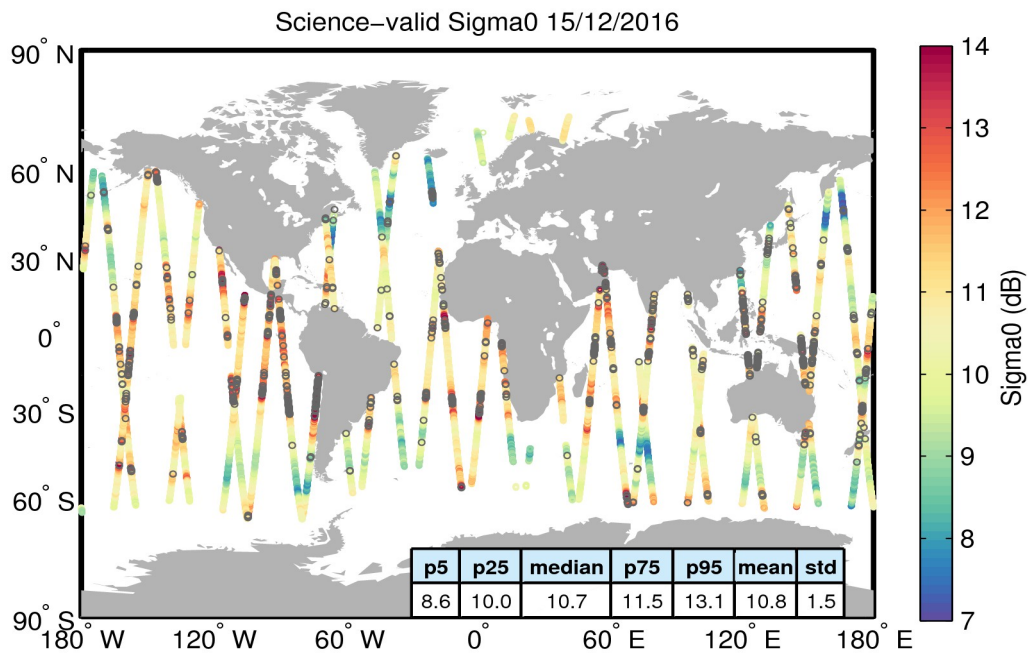 Science−valid Sigma0 15/12/2016
90° N
60° N
30° N
0°
30° S
60° S
90° S
180° W
120° W
60° W
0°
60° E
120° E
180° E
p5 p25 median p75 p95 mean std
8.6 10.0 10.7 11.5 13.1 10.8 1.5
14
13
12
11
10
9
8
7
Sigma0 (dB)